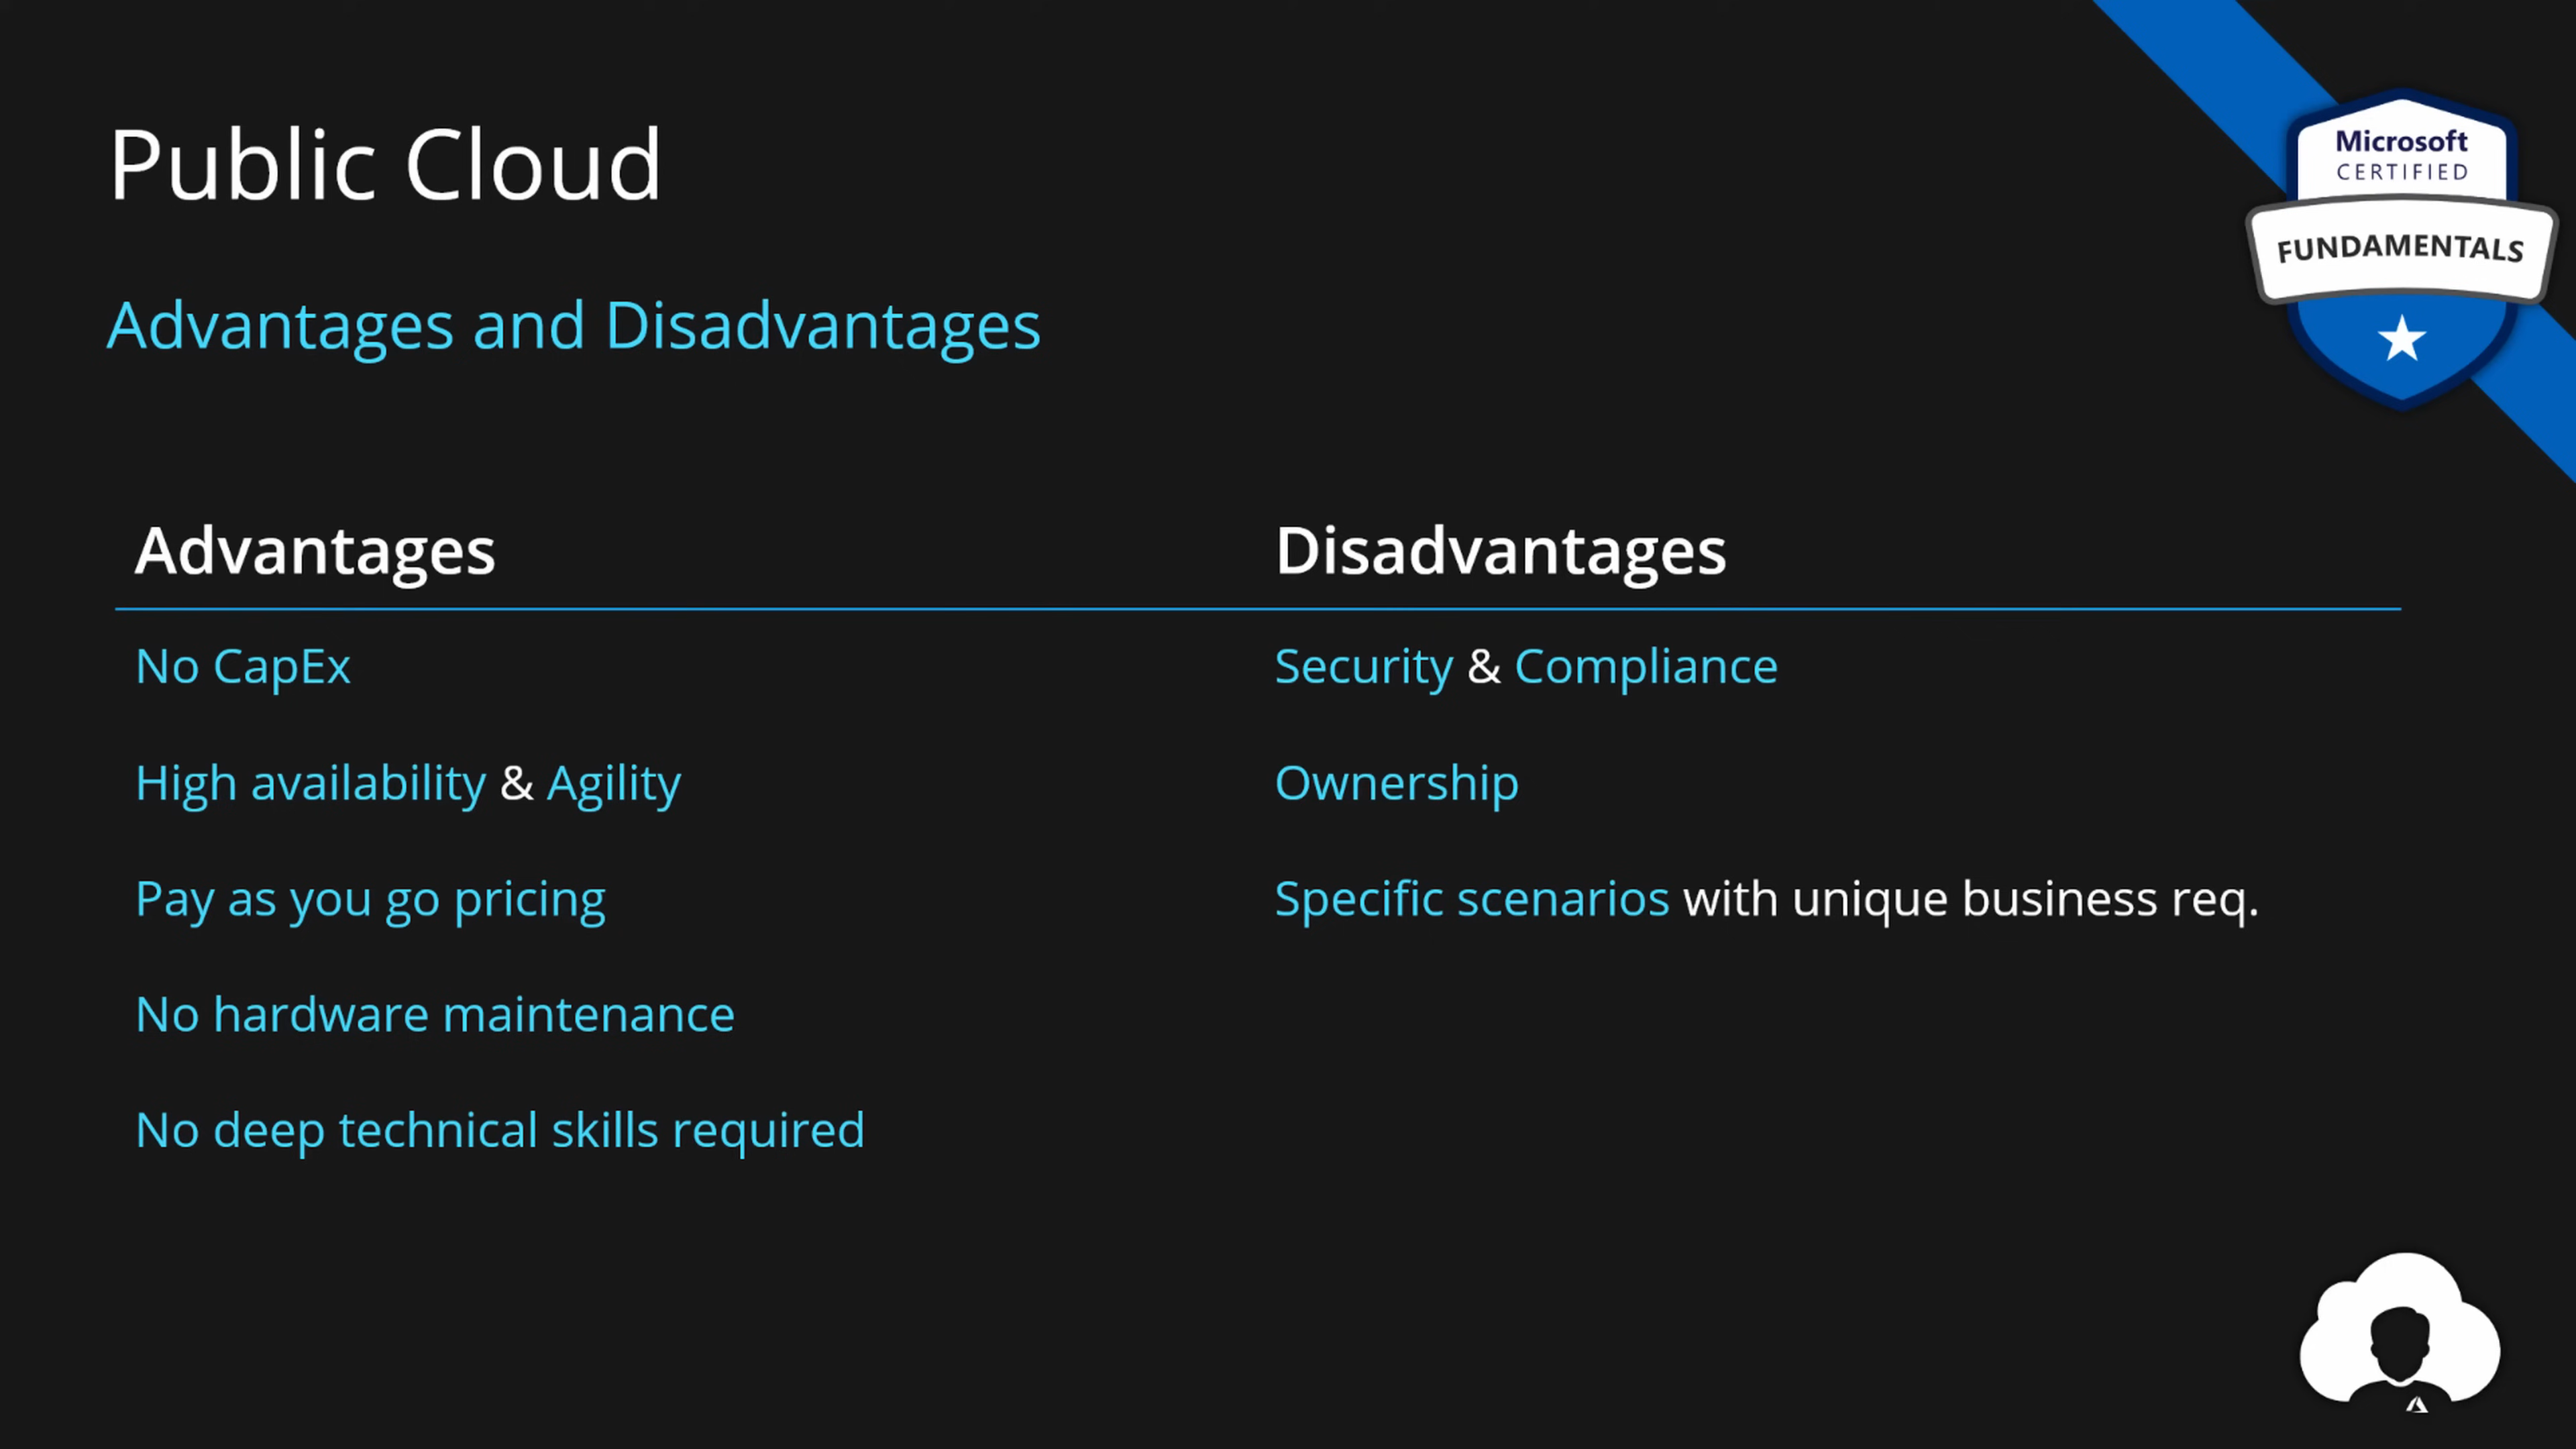 Public Cloud
Microsoft
CERTIFIED
FUNDAMENTALS
Advantages and Disadvantages
Advantages
Disadvantages
No CapEx
Security & Compliance
High availability & Agility
Ownership
Pay as you go pricing
Specific scenarios with unique business req.
No hardware maintenance
No deep technical skills required